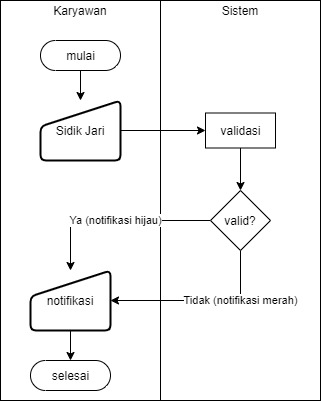 Karyawan
Sistem
mulai
Sidik Jari
validasi
valid?
Ya (notifikasi hijau)
notifikasi
Tidak (notifikasi merah)
selesai